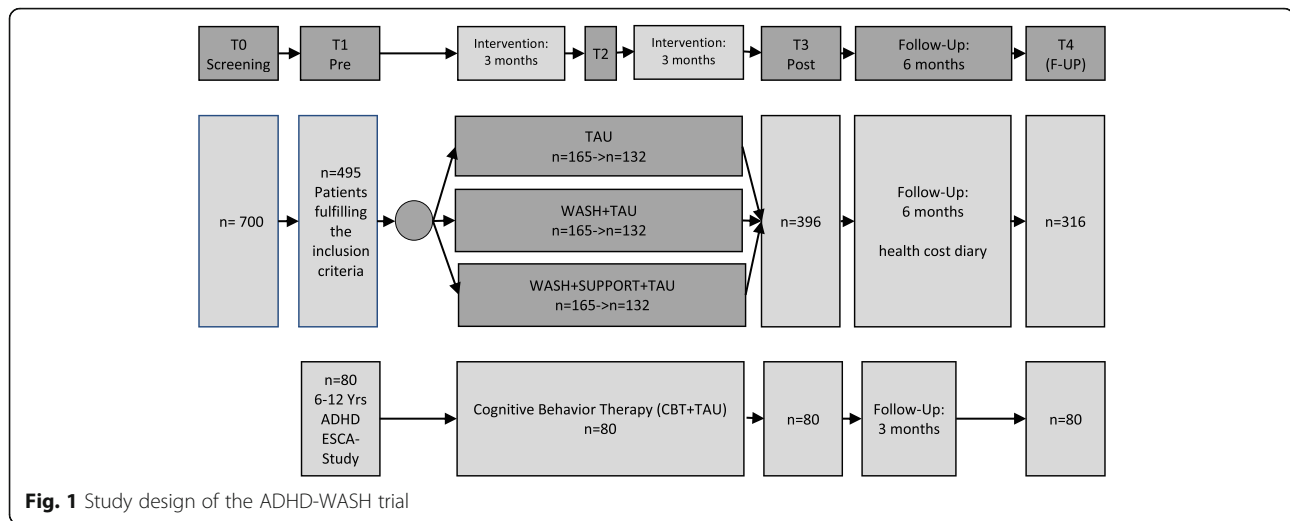 T0
Screening
T1
Pre
Intervention:
3 months
T2
Intervention:
3 months
T3
Post
Follow-Up:
6 months
T4
(F-UP)
n= 700
n=495
Patients
fulfilling
the
inclusion
criteria
TAU
n=165->n=132
WASH+TAU
n=165->n=132
WASH+SUPPORT+TAU
n=165->n=132
n=396
Follow-Up:
6 months
health cost diary
n=316
n=80
6-12 Yrs
ADHD
ESCA-
Study
Cognitive Behavior Therapy (CBT+TAU)
n=80
n=80
Follow-Up:
3 months
n=80
Fig. 1 Study design of the ADHD-WASH trial